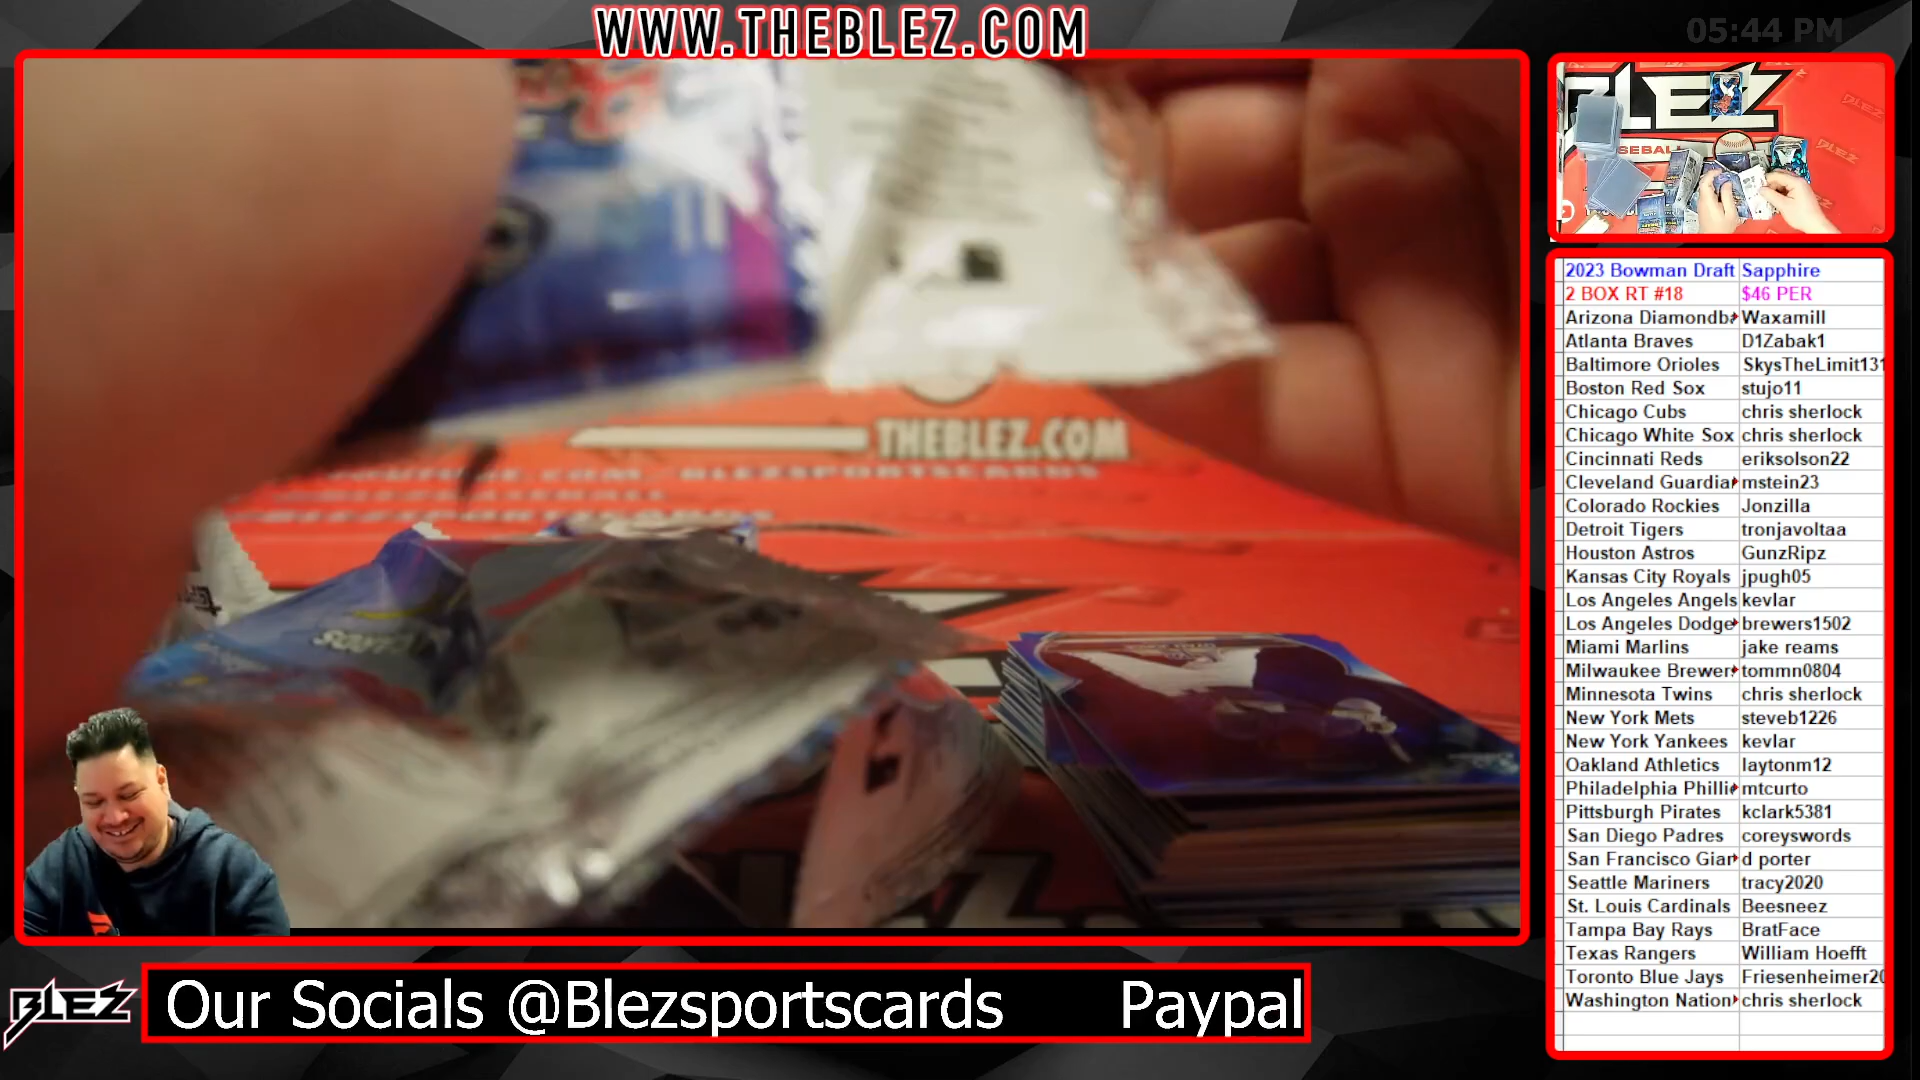 WWW.THEBLEZ.COM
05:44 PM
BLEZ
THEBLEZ.COM
2023 Bowman Draft Sapphire
2 BOX RT #18 $46 PER
Arizona Diamondba Waxamill
Atlanta Braves D1Zabak1
Baltimore Orioles SkysTheLimit131
Boston Red Sox stujo11
Chicago Cubs chris sherlock
Chicago White Sox chris sherlock
Cincinnati Reds eriksolson22
Cleveland Guardian mstein23
Colorado Rockies Jonzilla
Detroit Tigers tronjavoltaa
Houston Astros GunzRipz
Kansas City Royals jpugh05
Los Angeles Angels kevlar
Los Angeles Dodge brewers1502
Miami Marlins jake reams
Milwaukee Brewer tommn0804
Minnesota Twins chris sherlock
New York Mets steveb1226
New York Yankees kevlar
Oakland Athletics laytonm12
Philadelphia Phillie mtcurto
Pittsburgh Pirates kclark5381
San Diego Padres coreyswords
San Francisco Gian d porter
Seattle Mariners tracy2020
St. Louis Cardinals Beesneez
Tampa Bay Rays BratFace
Texas Rangers William Hoefft
Toronto Blue Jays Friesenheimer20
Washington Nation chris sherlock
BLEZ
Our Socials @Blezsportscards Paypal